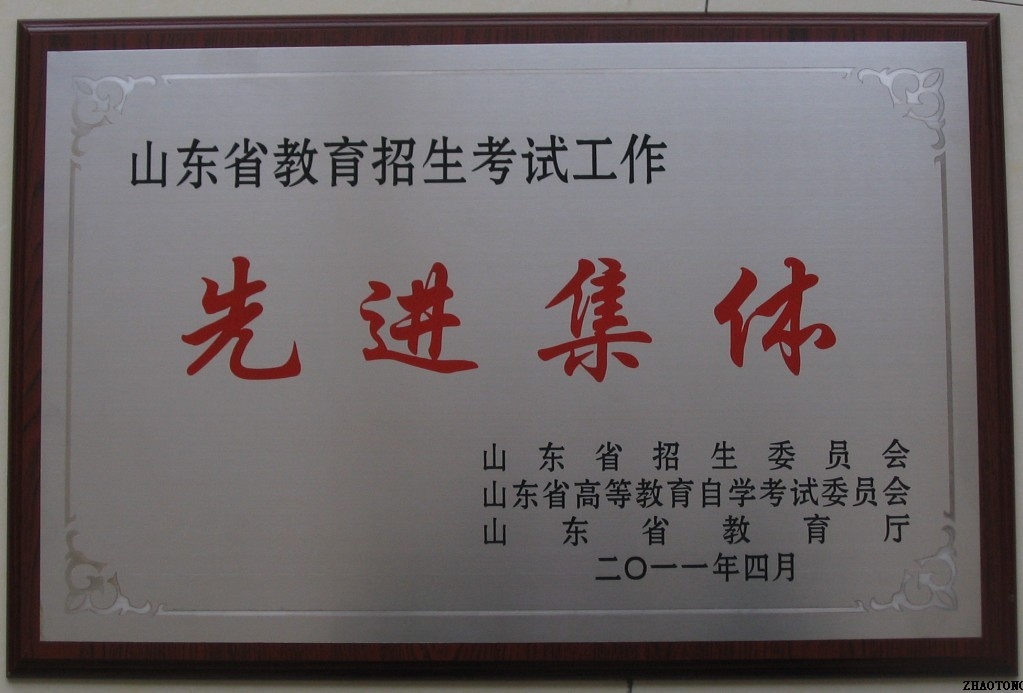 山东省教育招生考试工作
先进集体
山东省招生委员会
山东省高等教育自学考试委员会
山东省教育厅
二〇一一年四月
ZHAOTONG